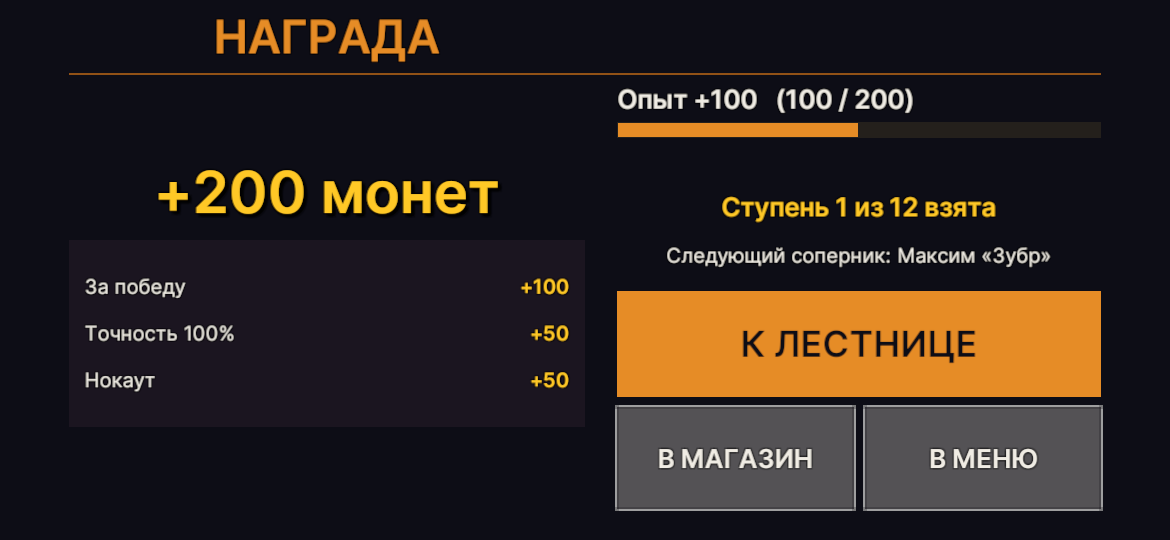 НАГРАДА
+200 монет
За победу +100
Точность 100% +50
Нокаут +50
Опыт +100 (100 / 200)
Ступень 1 из 12 взята
Следующий соперник: Максим «Зубр»
К ЛЕСТНИЦЕ
В МАГАЗИН
В МЕНЮ